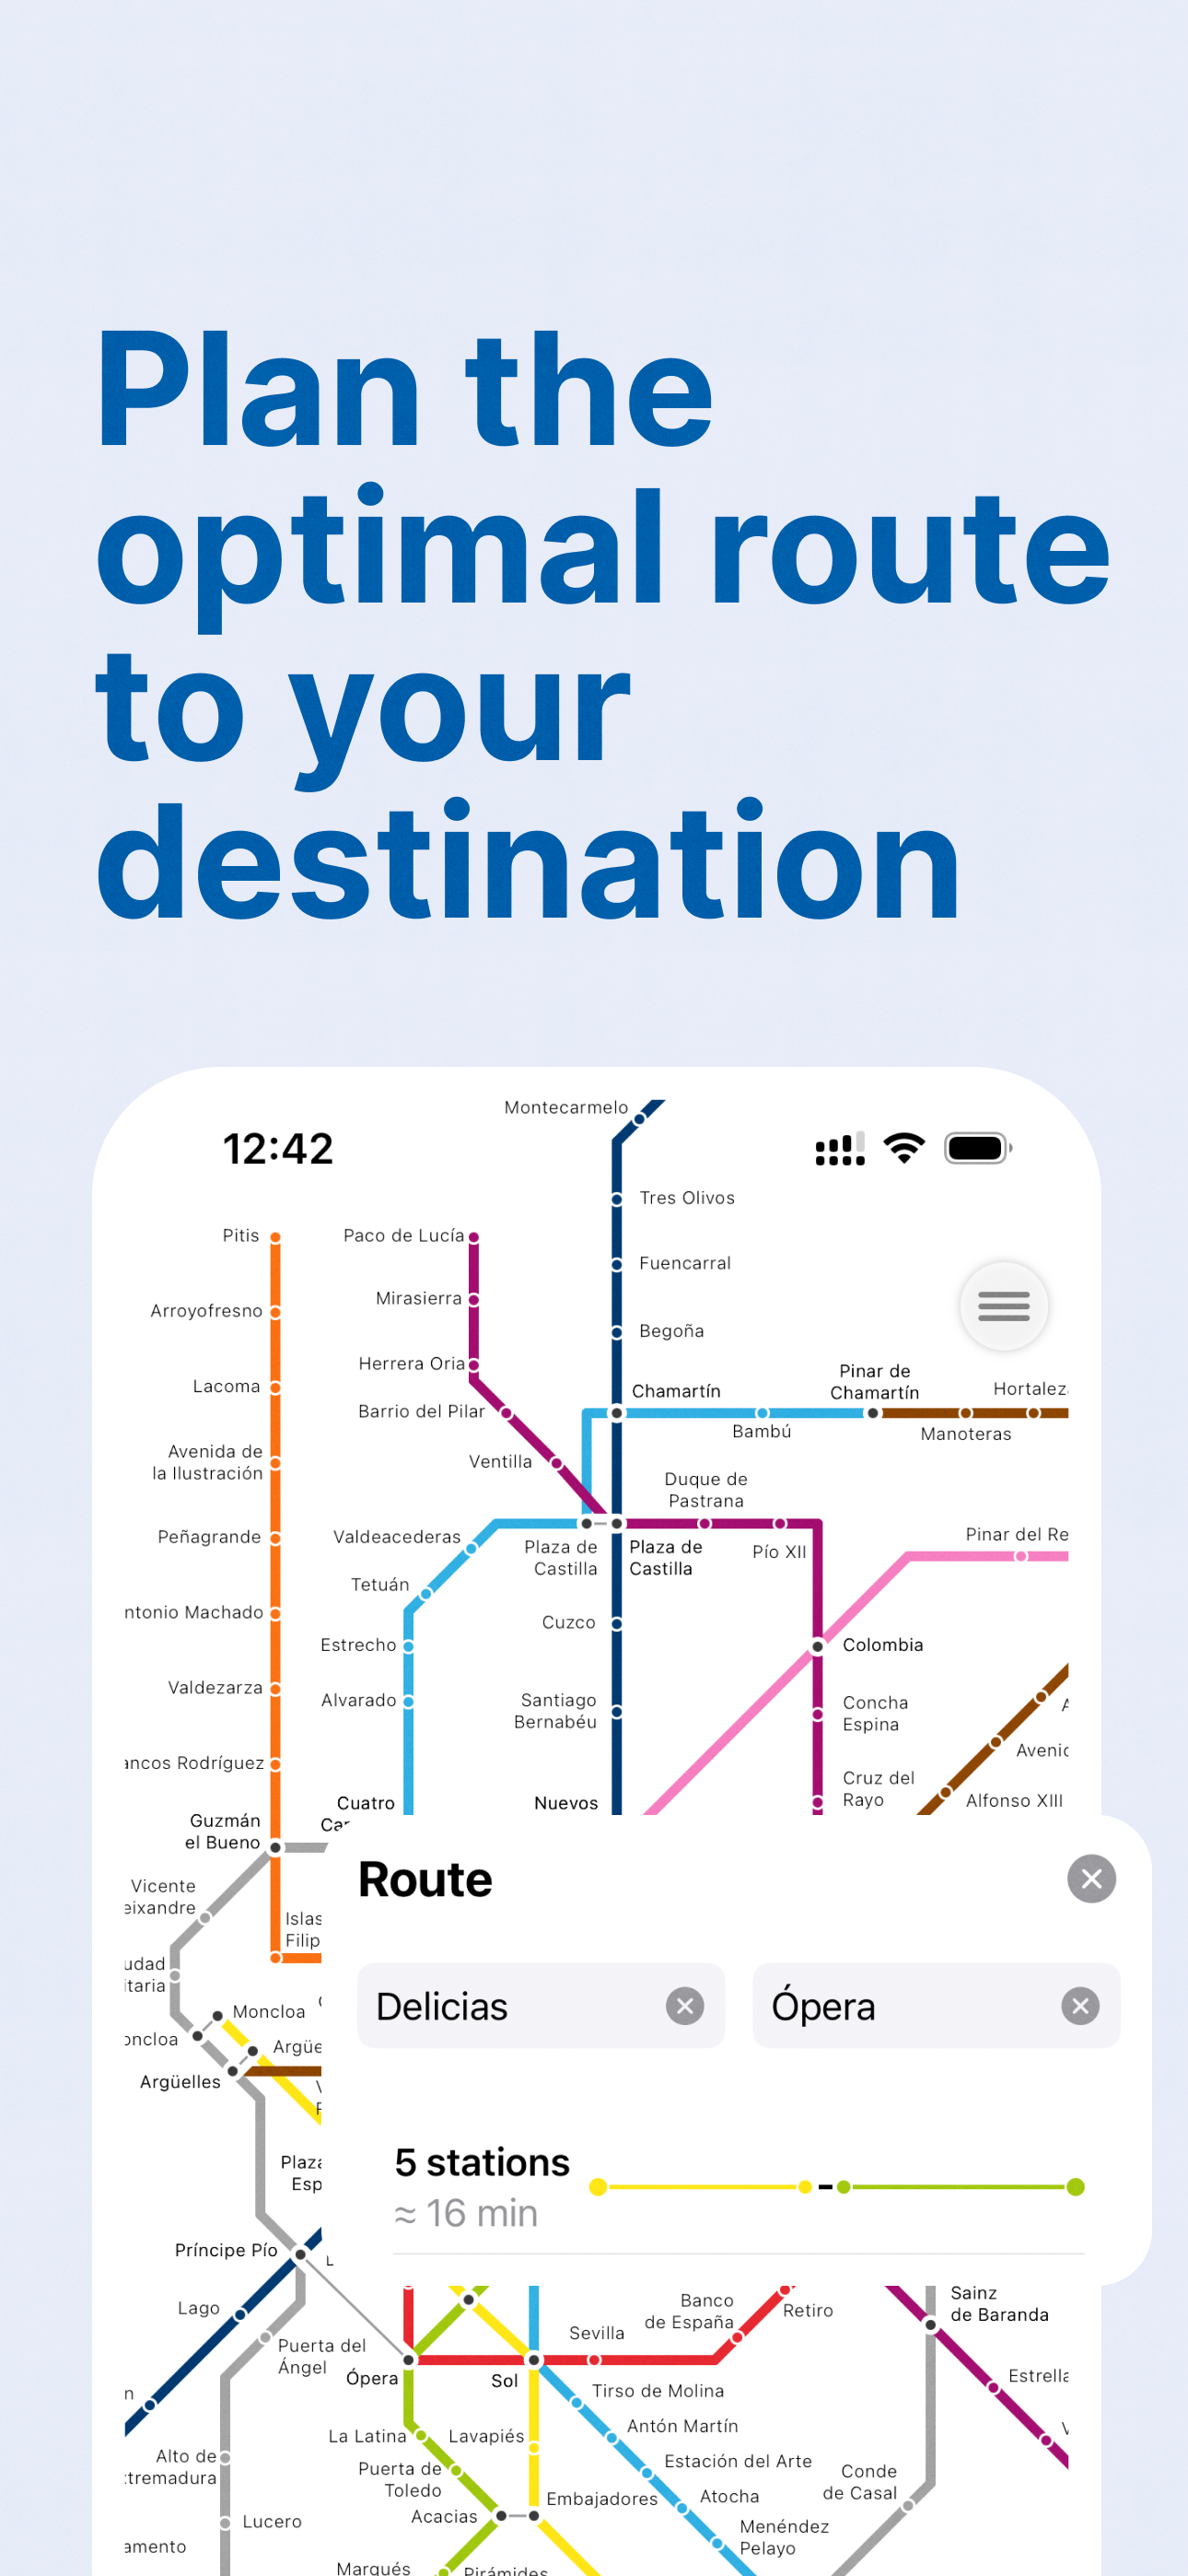 Plan the
optimal route
to your
destination
Montecarmelo
12:42
Tres Olivos
Pitis
Paco de Lucía
Fuencarral
Mirasierra
Arroyofresno
Begoña
Herrera Oria
Pinar de
Chamartín
Lacoma
Chamartín
Hortalez
Barrio del Pilar
Bambú
Manoteras
Avenida de
la Ilustración
Ventilla
Duque de
Pastrana
Peñagrande
Valdeacederas
Plaza de
Castilla
Plaza de
Castilla
Pío XII
Pinar del Re
Tetuán
ntonio Machado
Cuzco
Estrecho
Colombia
Valdezarza
Alvarado
Santiago
Bernabéu
Concha
Espina
A
Avenid
ancos Rodríguez
Cruz del
Rayo
Alfonso XIII
Cuatro
Nuevos
Guzmán
el Bueno
Route
Vicente
eixandre
Islas
Filip
udad
itaria
Delicias
Ópera
Moncloa
oncloa
Argüe
Argüelles
Plaza
Esp
5 stations
≈ 16 min
Príncipe Pío
L
Lago
Banco
de España
Retiro
Sainz
de Baranda
Sevilla
Puerta del
Ángel
Ópera
Sol
Estrella
n
Tirso de Molina
La Latina
Lavapiés
Antón Martín
Alto de
xtremadura
Puerta de
Toledo
Estación del Arte
Conde
de Casal
Acacias
Embajadores
Atocha
Lucero
Menéndez
Pelayo
amento
Marqués
Pirámides